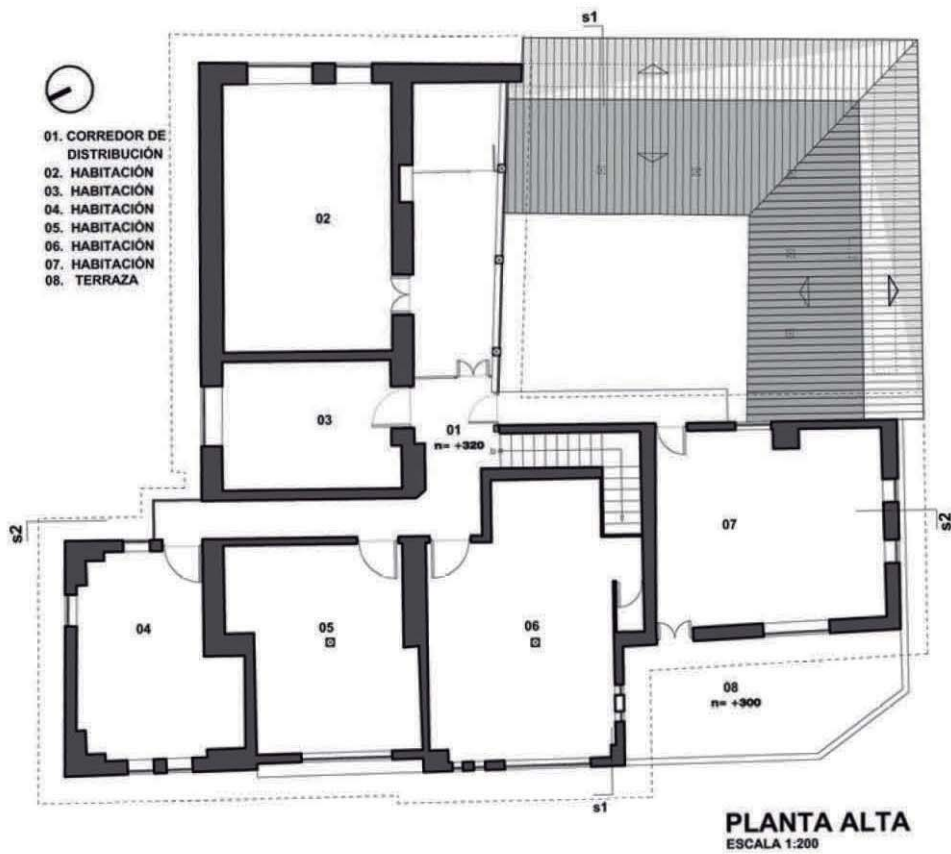 s1
01. CORREDOR DE
DISTRIBUCIÓN
02. HABITACIÓN
03. HABITACIÓN
04. HABITACIÓN
05. HABITACIÓN
06. HABITACIÓN
07. HABITACIÓN
08. TERRAZA
02
03
01
n= +320
s2
07
s2
04
05
06
08
n= +300
s1
PLANTA ALTA
ESCALA 1:200